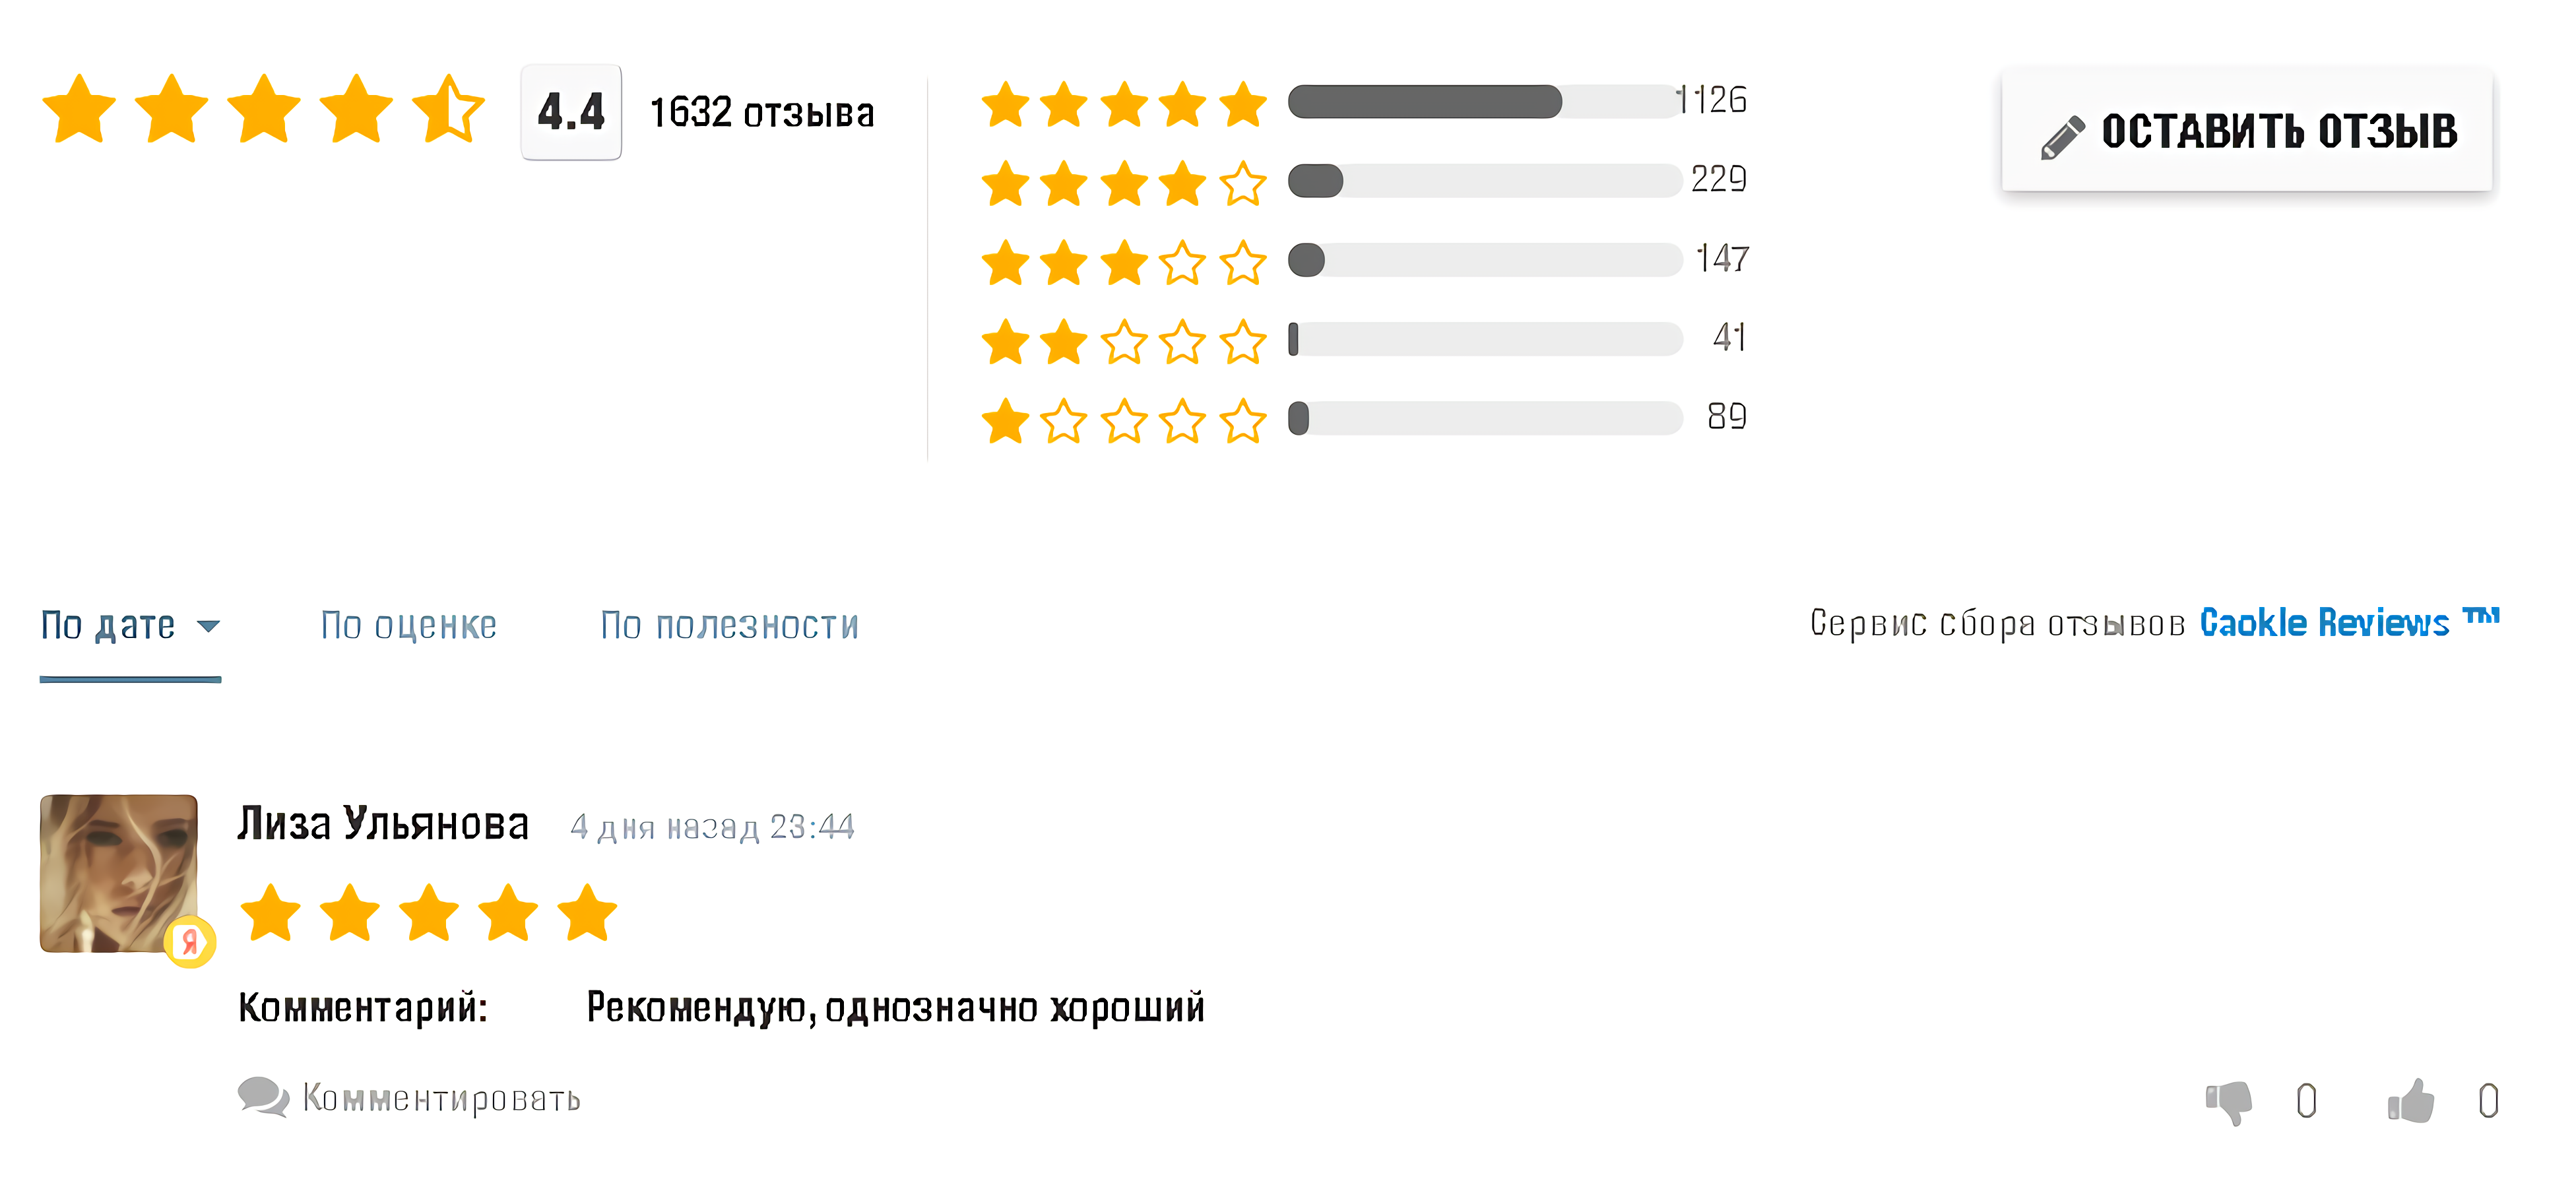 4.4 1632 отзыва
1126
229
147
41
89
ОСТАВИТЬ ОТЗЫВ
По дате По оценке По полезности
Сервис сбора отзывов Caokle Reviews ™
Лиза Ульянова 4 дня назад 23:44
Я
Комментарий: Рекомендую, однозначно хороший
Комментировать
0 0